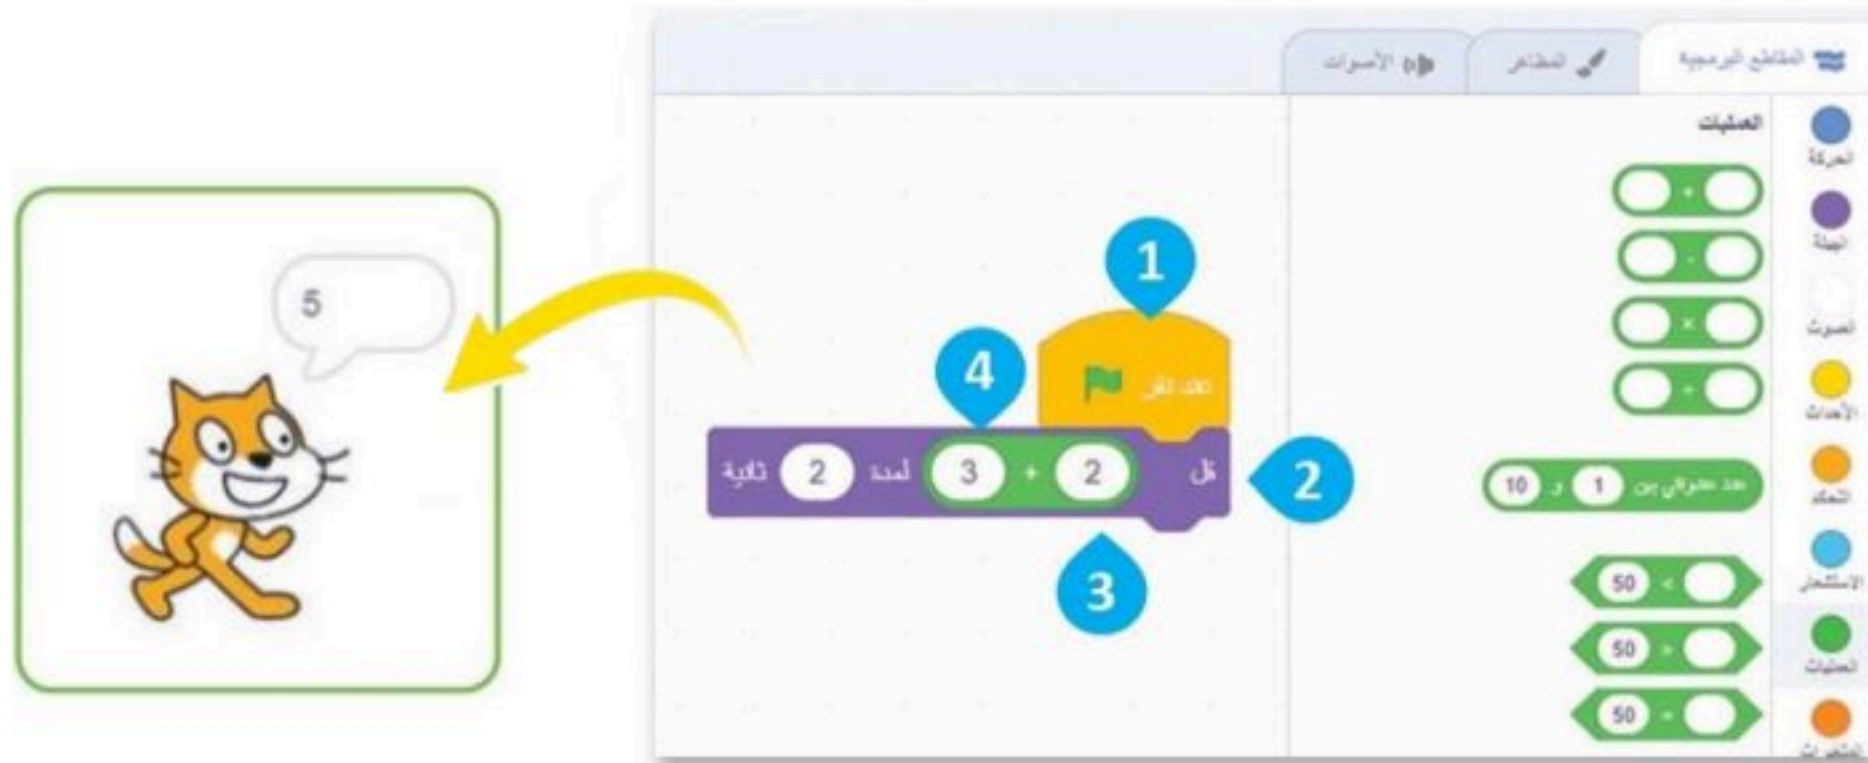 المقاطع البرمجية
المظاهر
الأصوات
العمليات
+
-
×
÷
عدد عشوائي بين 1 و 10
< 50
> 50
= 50
الحركة
الهيئة
الصوت
الأحداث
التحكم
الاستشعار
العمليات
المتغيرات
1
عند نقر
4
2
قل 2 + 3 لمدة 2 ثانية
3
5